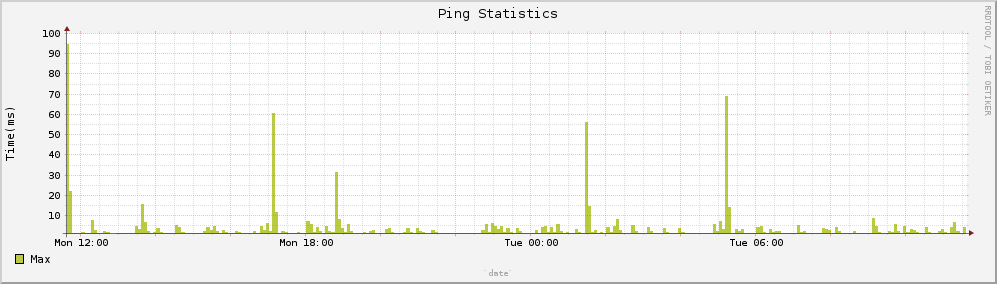 Ping Statistics
RRDTOOL / TOBI OETIKER
Time(ms)
100
90
80
70
60
50
40
30
20
10
Mon 12:00 Mon 18:00 Tue 00:00 Tue 06:00
Max
`date`